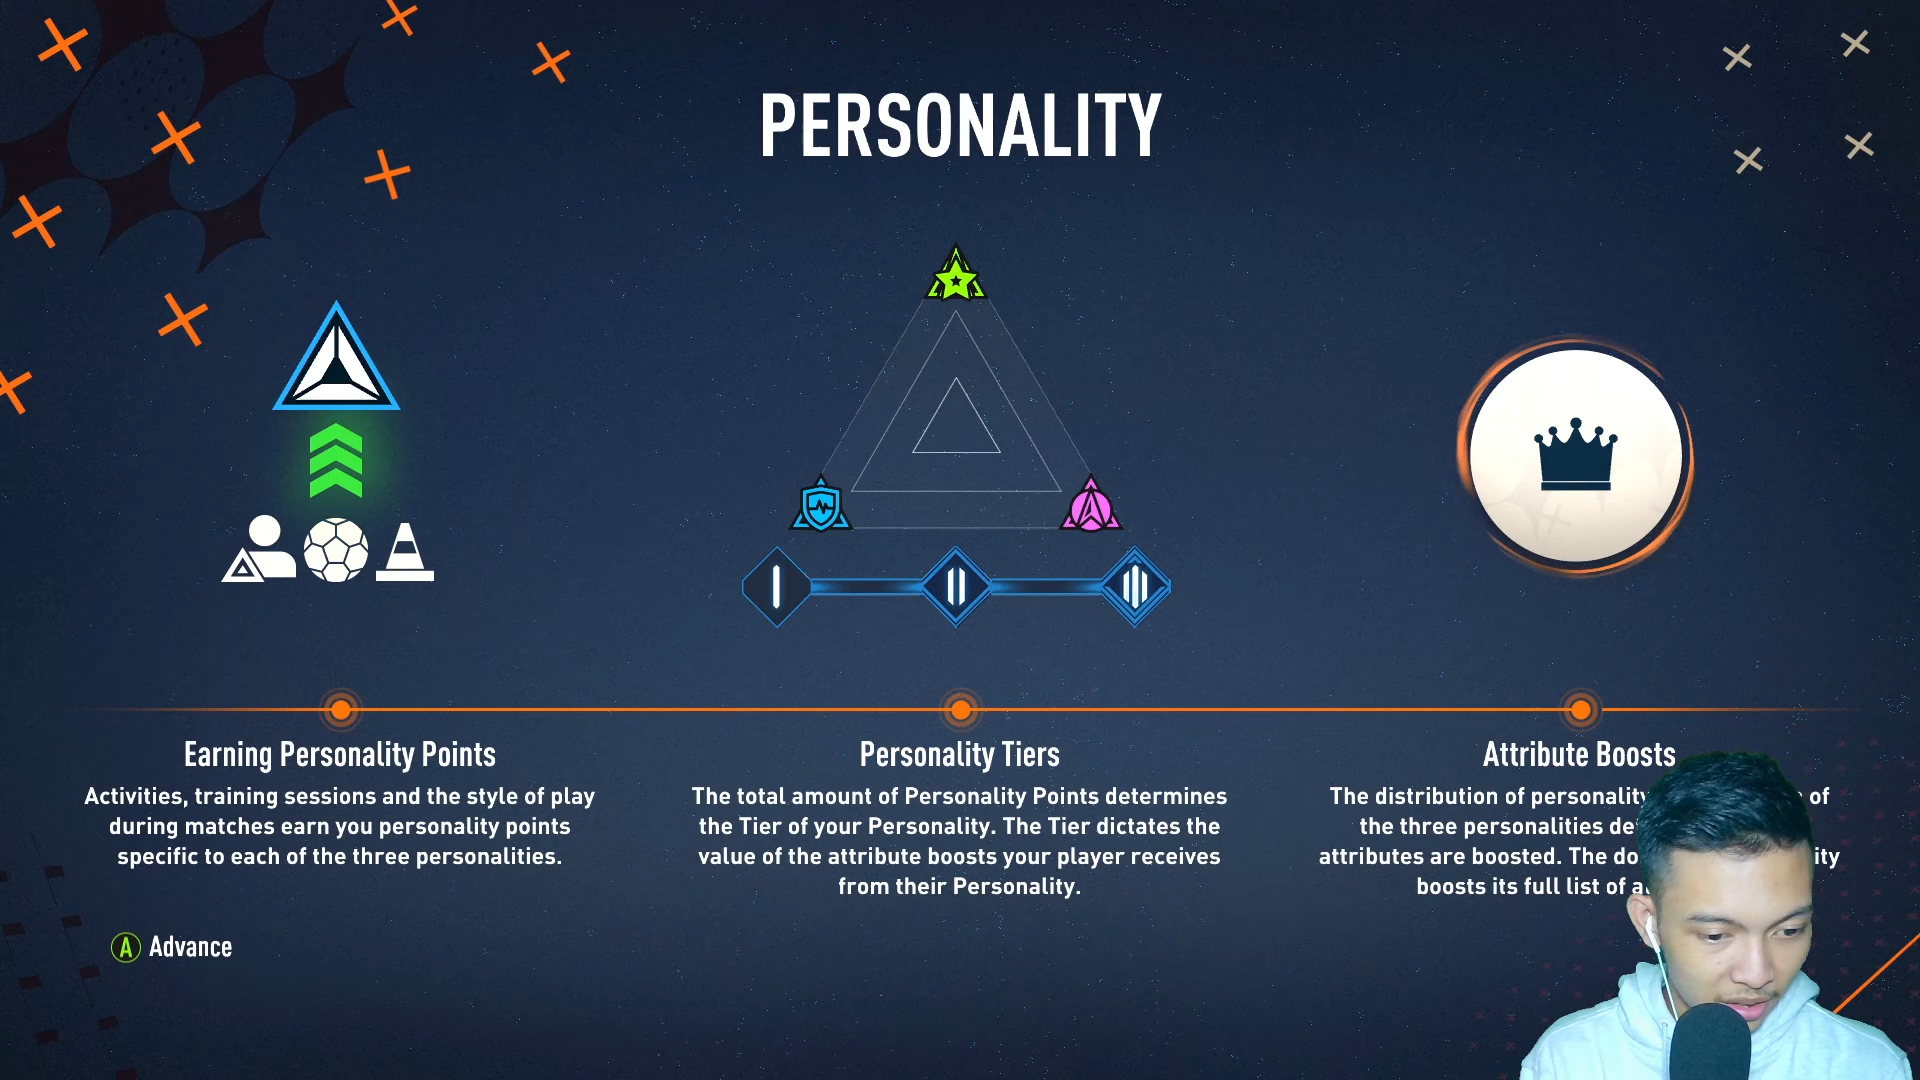 PERSONALITY
Earning Personality Points
Activities, training sessions and the style of play
during matches earn you personality points
specific to each of the three personalities.
Personality Tiers
The total amount of Personality Points determines
the Tier of your Personality. The Tier dictates the
value of the attribute boosts your player receives
from their Personality.
Attribute Boosts
The distribution of personality of
the three personalities
attributes are boosted. The
boosts its full list of
A Advance